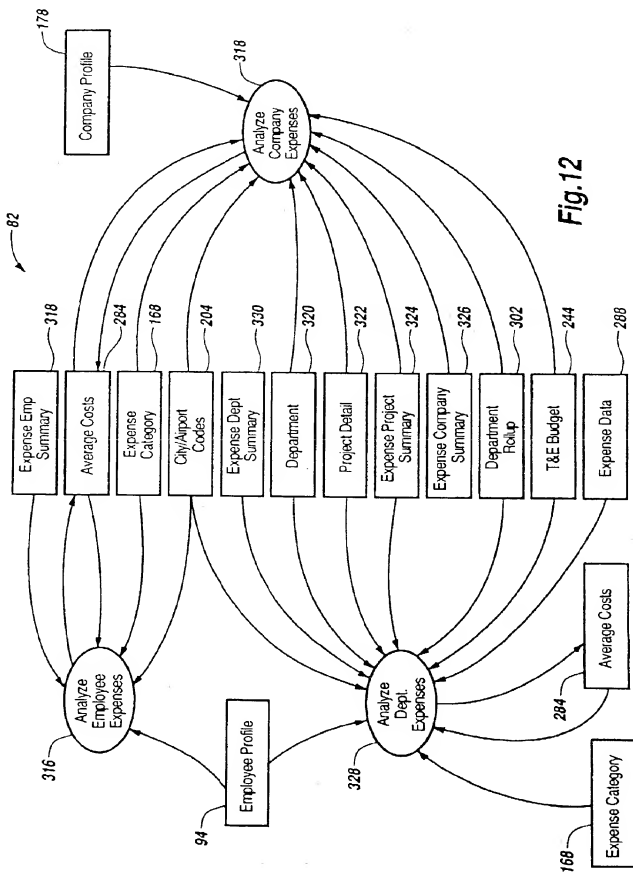 82
Company Profile
178
Analyze
Company
Expenses
318
Expense Emp
Summary
318
Average Costs
284
Expense
Category
168
City/Airport
Codes
204
Expense Dept
Summary
330
Department
320
Project Detail
322
Expense Project
Summary
324
Expense Company
Summary
326
Department
Rollup
302
T&E Budget
244
Expense Data
288
Analyze
Employee
Expenses
316
Employee Profile
94
Analyze
Dept.
Expenses
328
Average Costs
284
Expense Category
168
Fig.12